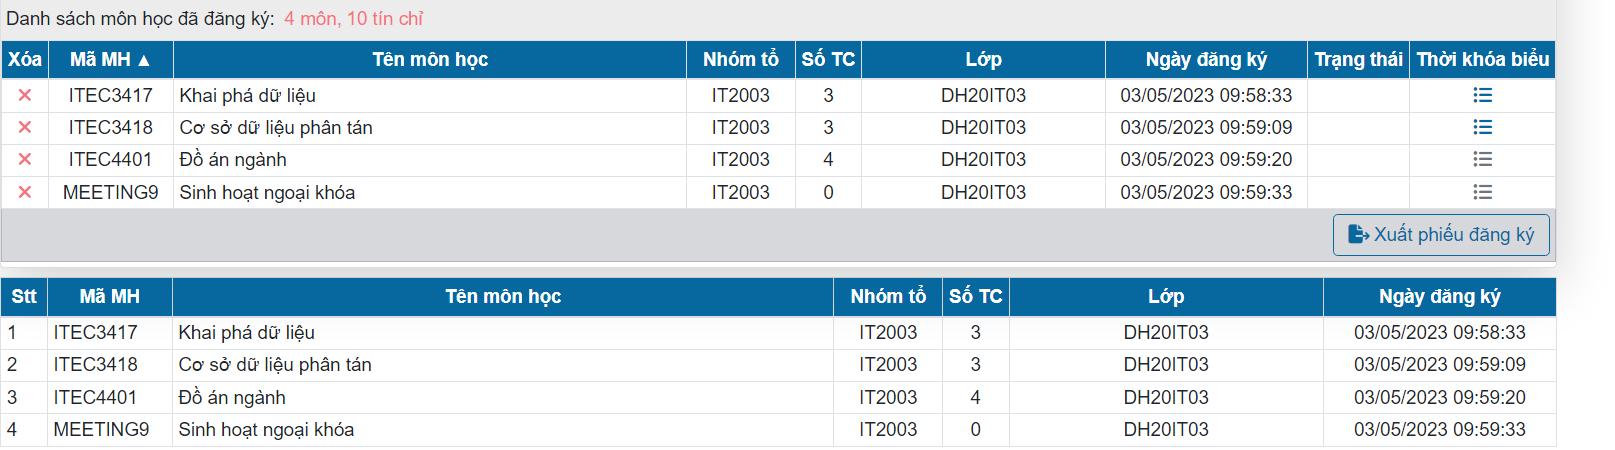 Danh sách môn học đã đăng ký: 4 môn, 10 tín chỉ
Xóa Mã MH ▲ Tên môn học Nhóm tổ Số TC Lớp Ngày đăng ký Trạng thái Thời khóa biểu
ITEC3417 Khai phá dữ liệu IT2003 3 DH20IT03 03/05/2023 09:58:33
ITEC3418 Cơ sở dữ liệu phân tán IT2003 3 DH20IT03 03/05/2023 09:59:09
ITEC4401 Đồ án ngành IT2003 4 DH20IT03 03/05/2023 09:59:20
MEETING9 Sinh hoạt ngoại khóa IT2003 0 DH20IT03 03/05/2023 09:59:33
Xuất phiếu đăng ký
Stt Mã MH Tên môn học Nhóm tổ Số TC Lớp Ngày đăng ký
1 ITEC3417 Khai phá dữ liệu IT2003 3 DH20IT03 03/05/2023 09:58:33
2 ITEC3418 Cơ sở dữ liệu phân tán IT2003 3 DH20IT03 03/05/2023 09:59:09
3 ITEC4401 Đồ án ngành IT2003 4 DH20IT03 03/05/2023 09:59:20
4 MEETING9 Sinh hoạt ngoại khóa IT2003 0 DH20IT03 03/05/2023 09:59:33